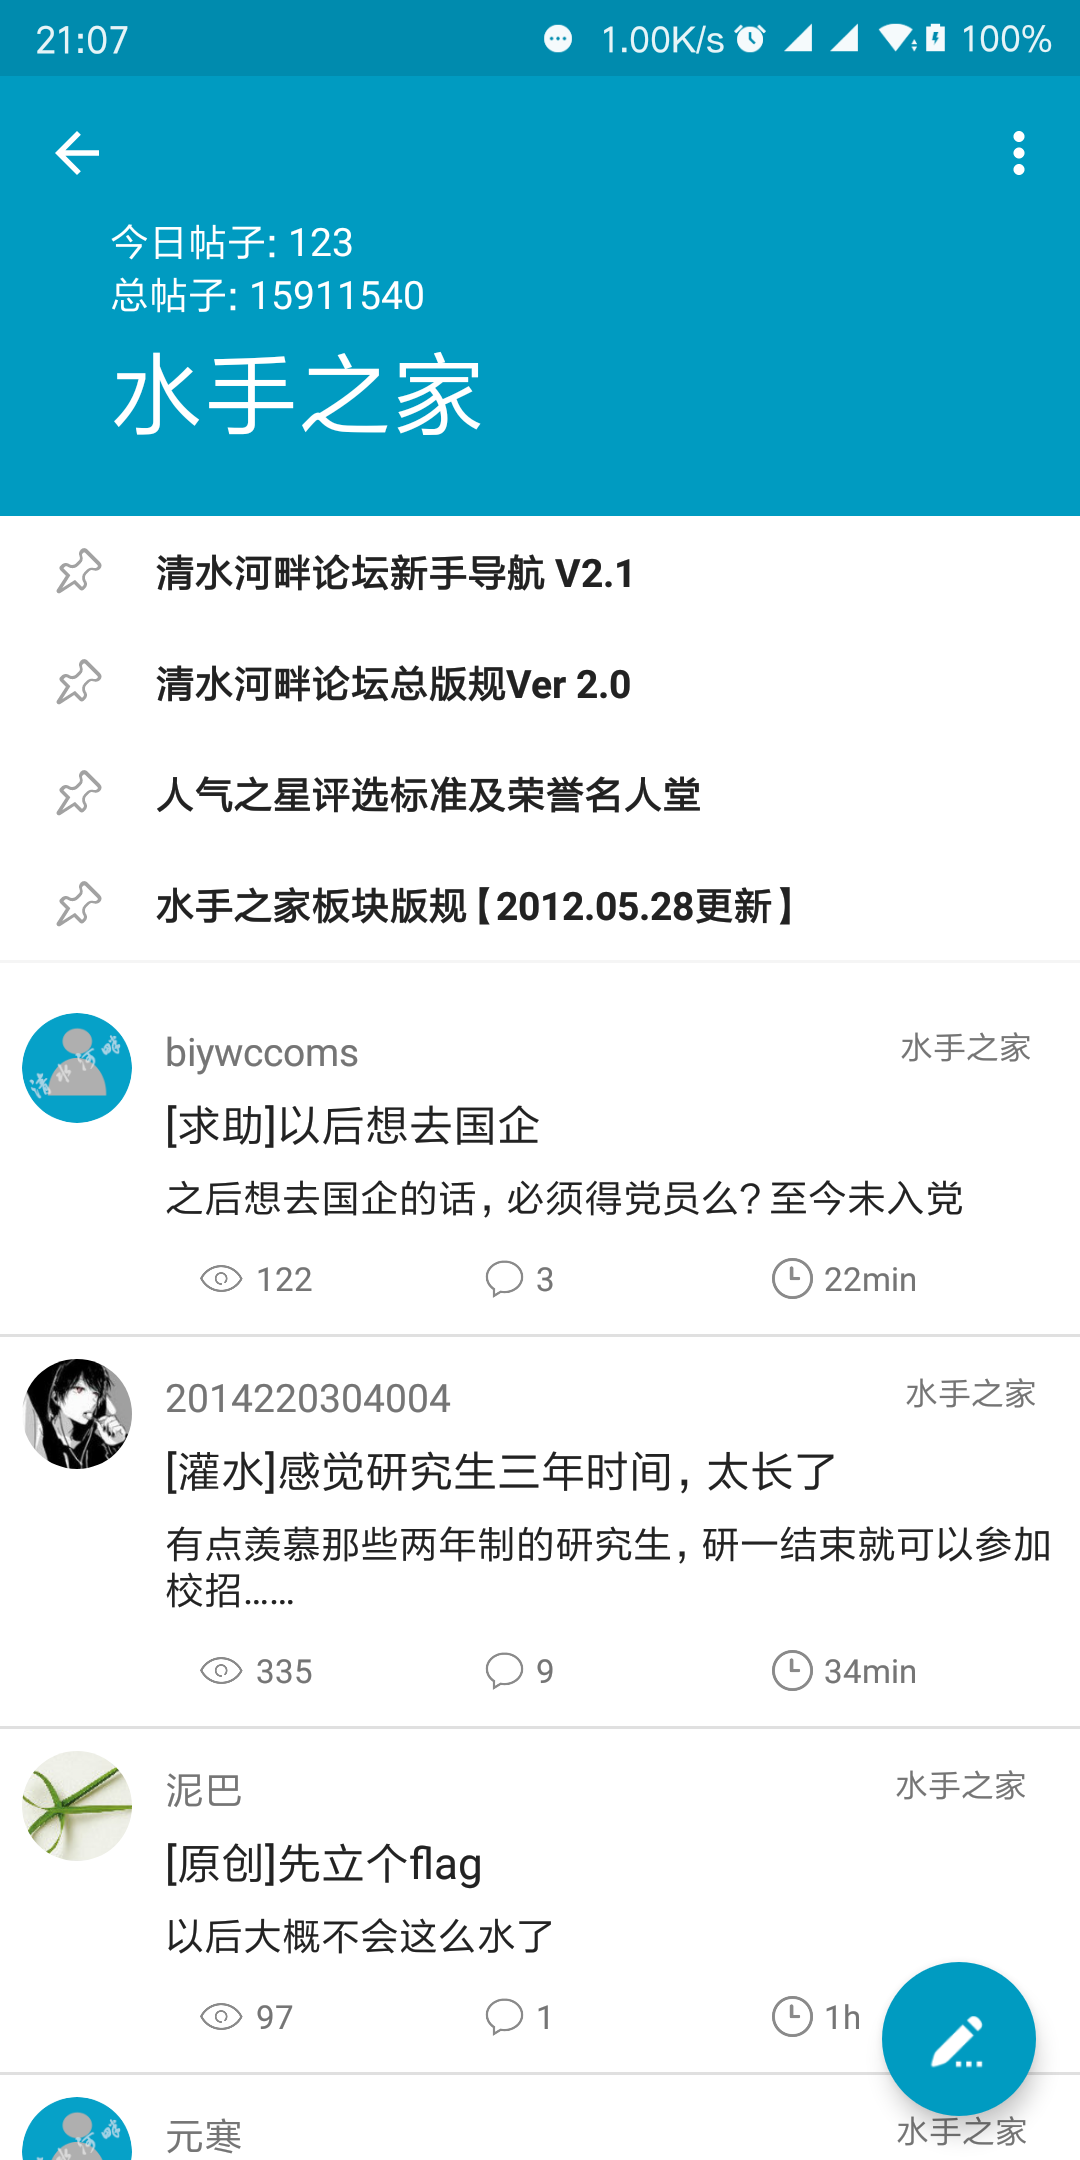 21:07 1.00K/s 100%
今日帖子: 123
总帖子: 15911540
水手之家
清水河畔论坛新手导航 V2.1
清水河畔论坛总版规Ver 2.0
人气之星评选标准及荣誉名人堂
水手之家板块版规【2012.05.28更新】
biywccoms 水手之家
[求助]以后想去国企
之后想去国企的话，必须得党员么？至今未入党
122 3 22min
2014220304004 水手之家
[灌水]感觉研究生三年时间，太长了
有点羡慕那些两年制的研究生，研一结束就可以参加
校招……
335 9 34min
泥巴 水手之家
[原创]先立个flag
以后大概不会这么水了
97 1 1h
元寒 水手之家
清水河畔